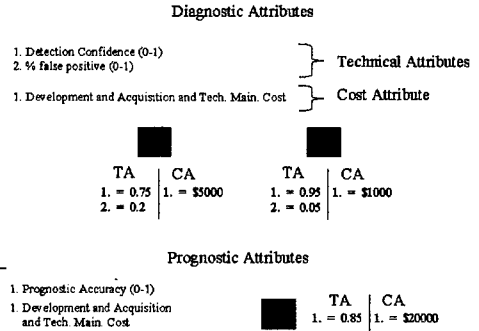 Diagnostic Attributes
1. Detection Confidence (0-1)
2. % false positive (0-1)
Technical Attributes
1. Development and Acquisition and Tech. Main. Cost
Cost Attribute
TA CA
1. = 0.75 1. = $5000
2. = 0.2
TA CA
1. = 0.95 1. = $1000
2. = 0.05
Prognostic Attributes
1. Prognostic Accuracy (0-1)
1. Development and Acquisition
and Tech. Main. Cost
TA CA
1. = 0.85 1. = $20000